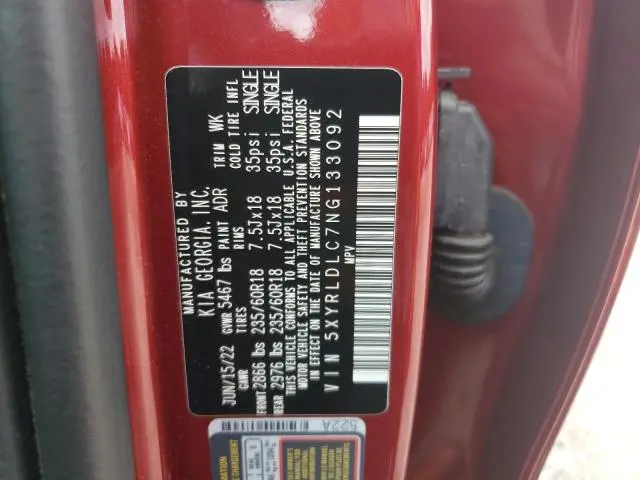 MANUFACTURED BY
KIA GEORGIA, INC.
JUN/15/22 GVWR 5467 lbs PAINT ADR TRIM WK
GAWR TIRES RIMS COLD TIRE INFL
FRONT 2866 lbs 235/60R18 7.5Jx18 35psi SINGLE
REAR 2976 lbs 235/60R18 7.5Jx18 35psi SINGLE
THIS VEHICLE CONFORMS TO ALL APPLICABLE U.S.A. FEDERAL
MOTOR VEHICLE SAFETY AND THEFT PREVENTION STANDARDS
IN EFFECT ON THE DATE OF MANUFACTURE SHOWN ABOVE
VIN 5XYRLDLC7NG133092
MPV
522A